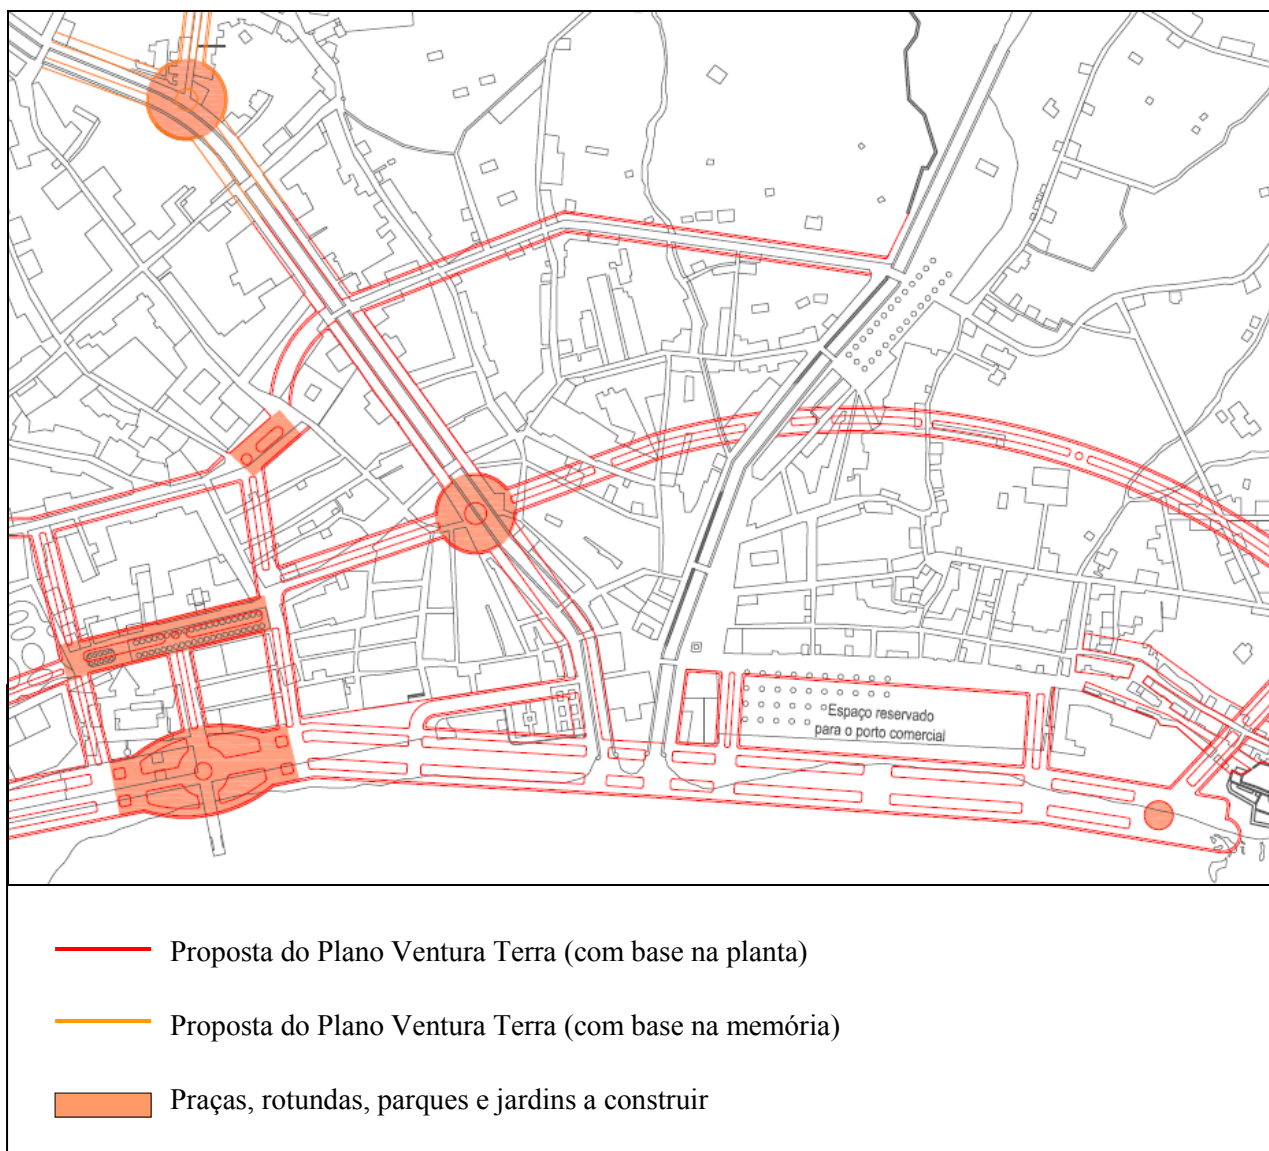 Espaço reservado
para o porto comercial
Proposta do Plano Ventura Terra (com base na planta)
Proposta do Plano Ventura Terra (com base na memória)
Praças, rotundas, parques e jardins a construir